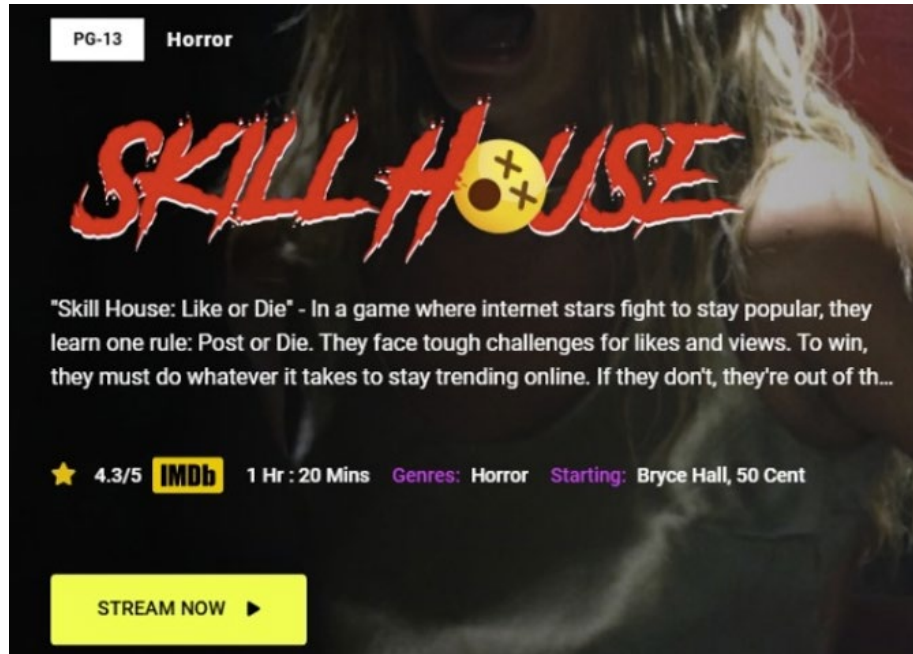 PG-13 Horror
SKILL HOUSE
"Skill House: Like or Die" - In a game where internet stars fight to stay popular, they
learn one rule: Post or Die. They face tough challenges for likes and views. To win,
they must do whatever it takes to stay trending online. If they don't, they're out of th...
4.3/5 IMDb 1 Hr : 20 Mins Genres: Horror Starting: Bryce Hall, 50 Cent
STREAM NOW